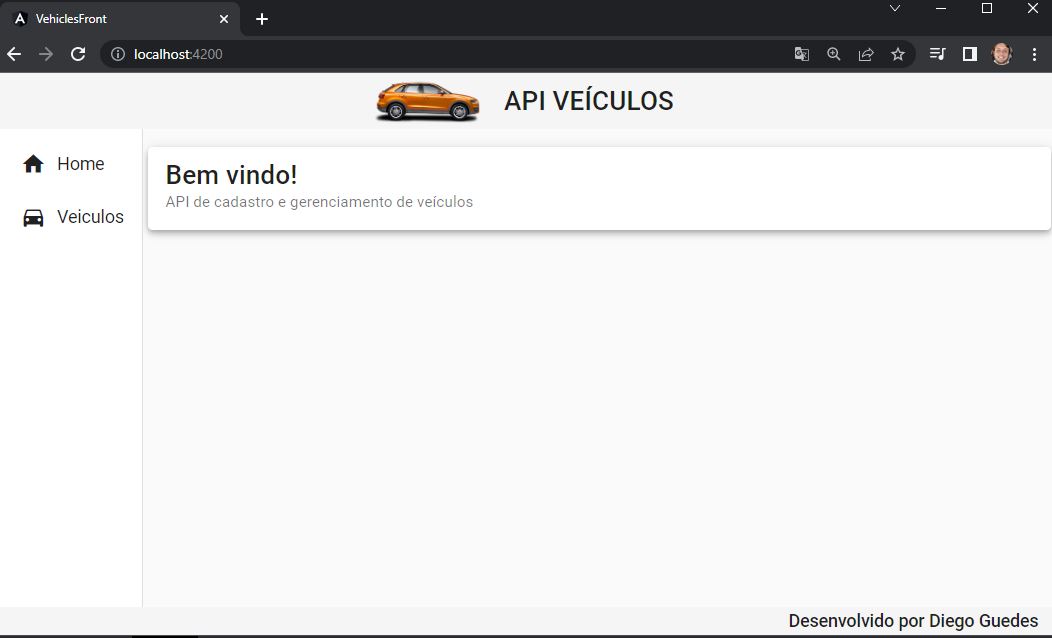 VehiclesFront
localhost:4200
API VEÍCULOS
Home
Veiculos
Bem vindo!
API de cadastro e gerenciamento de veículos
Desenvolvido por Diego Guedes